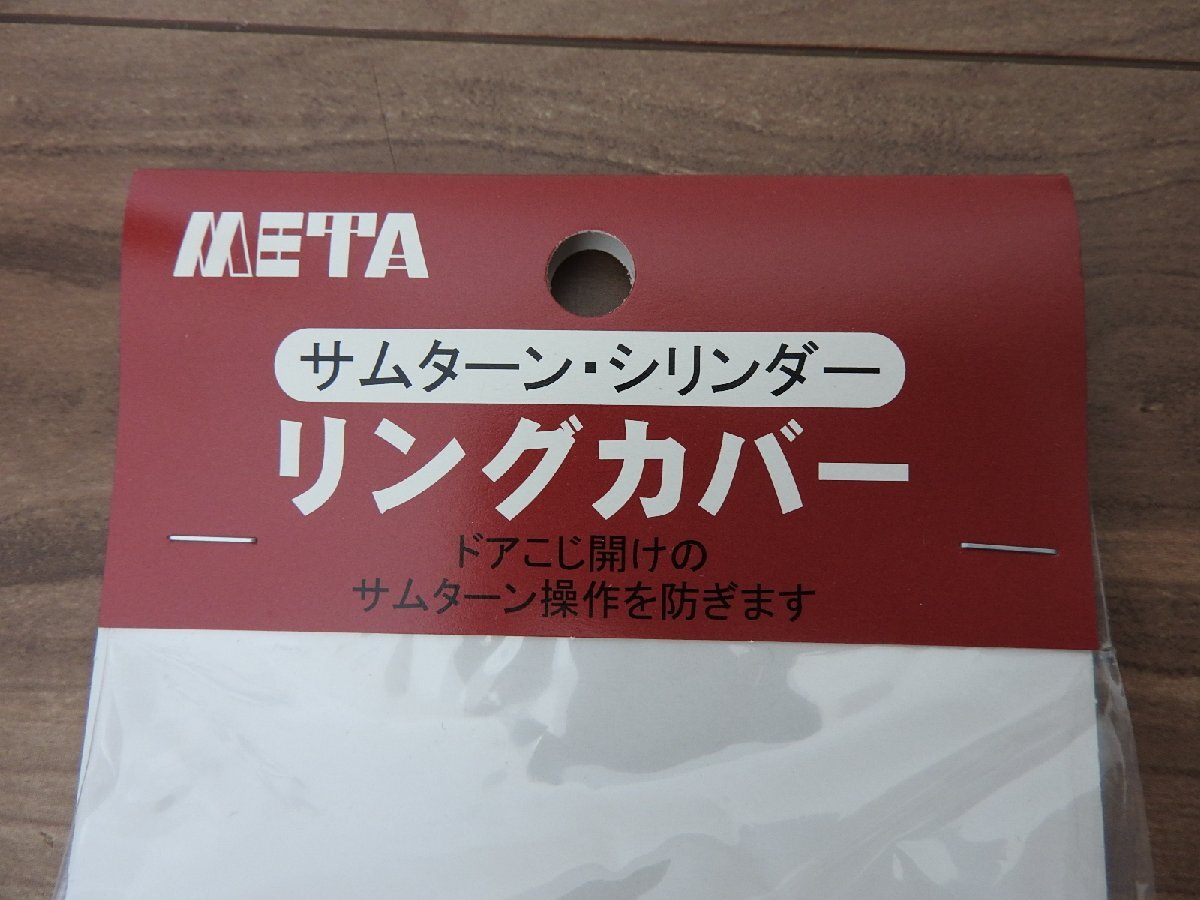 META
サムターン・シリンダー
リングカバー
ドアこじ開けの
サムターン操作を防ぎます